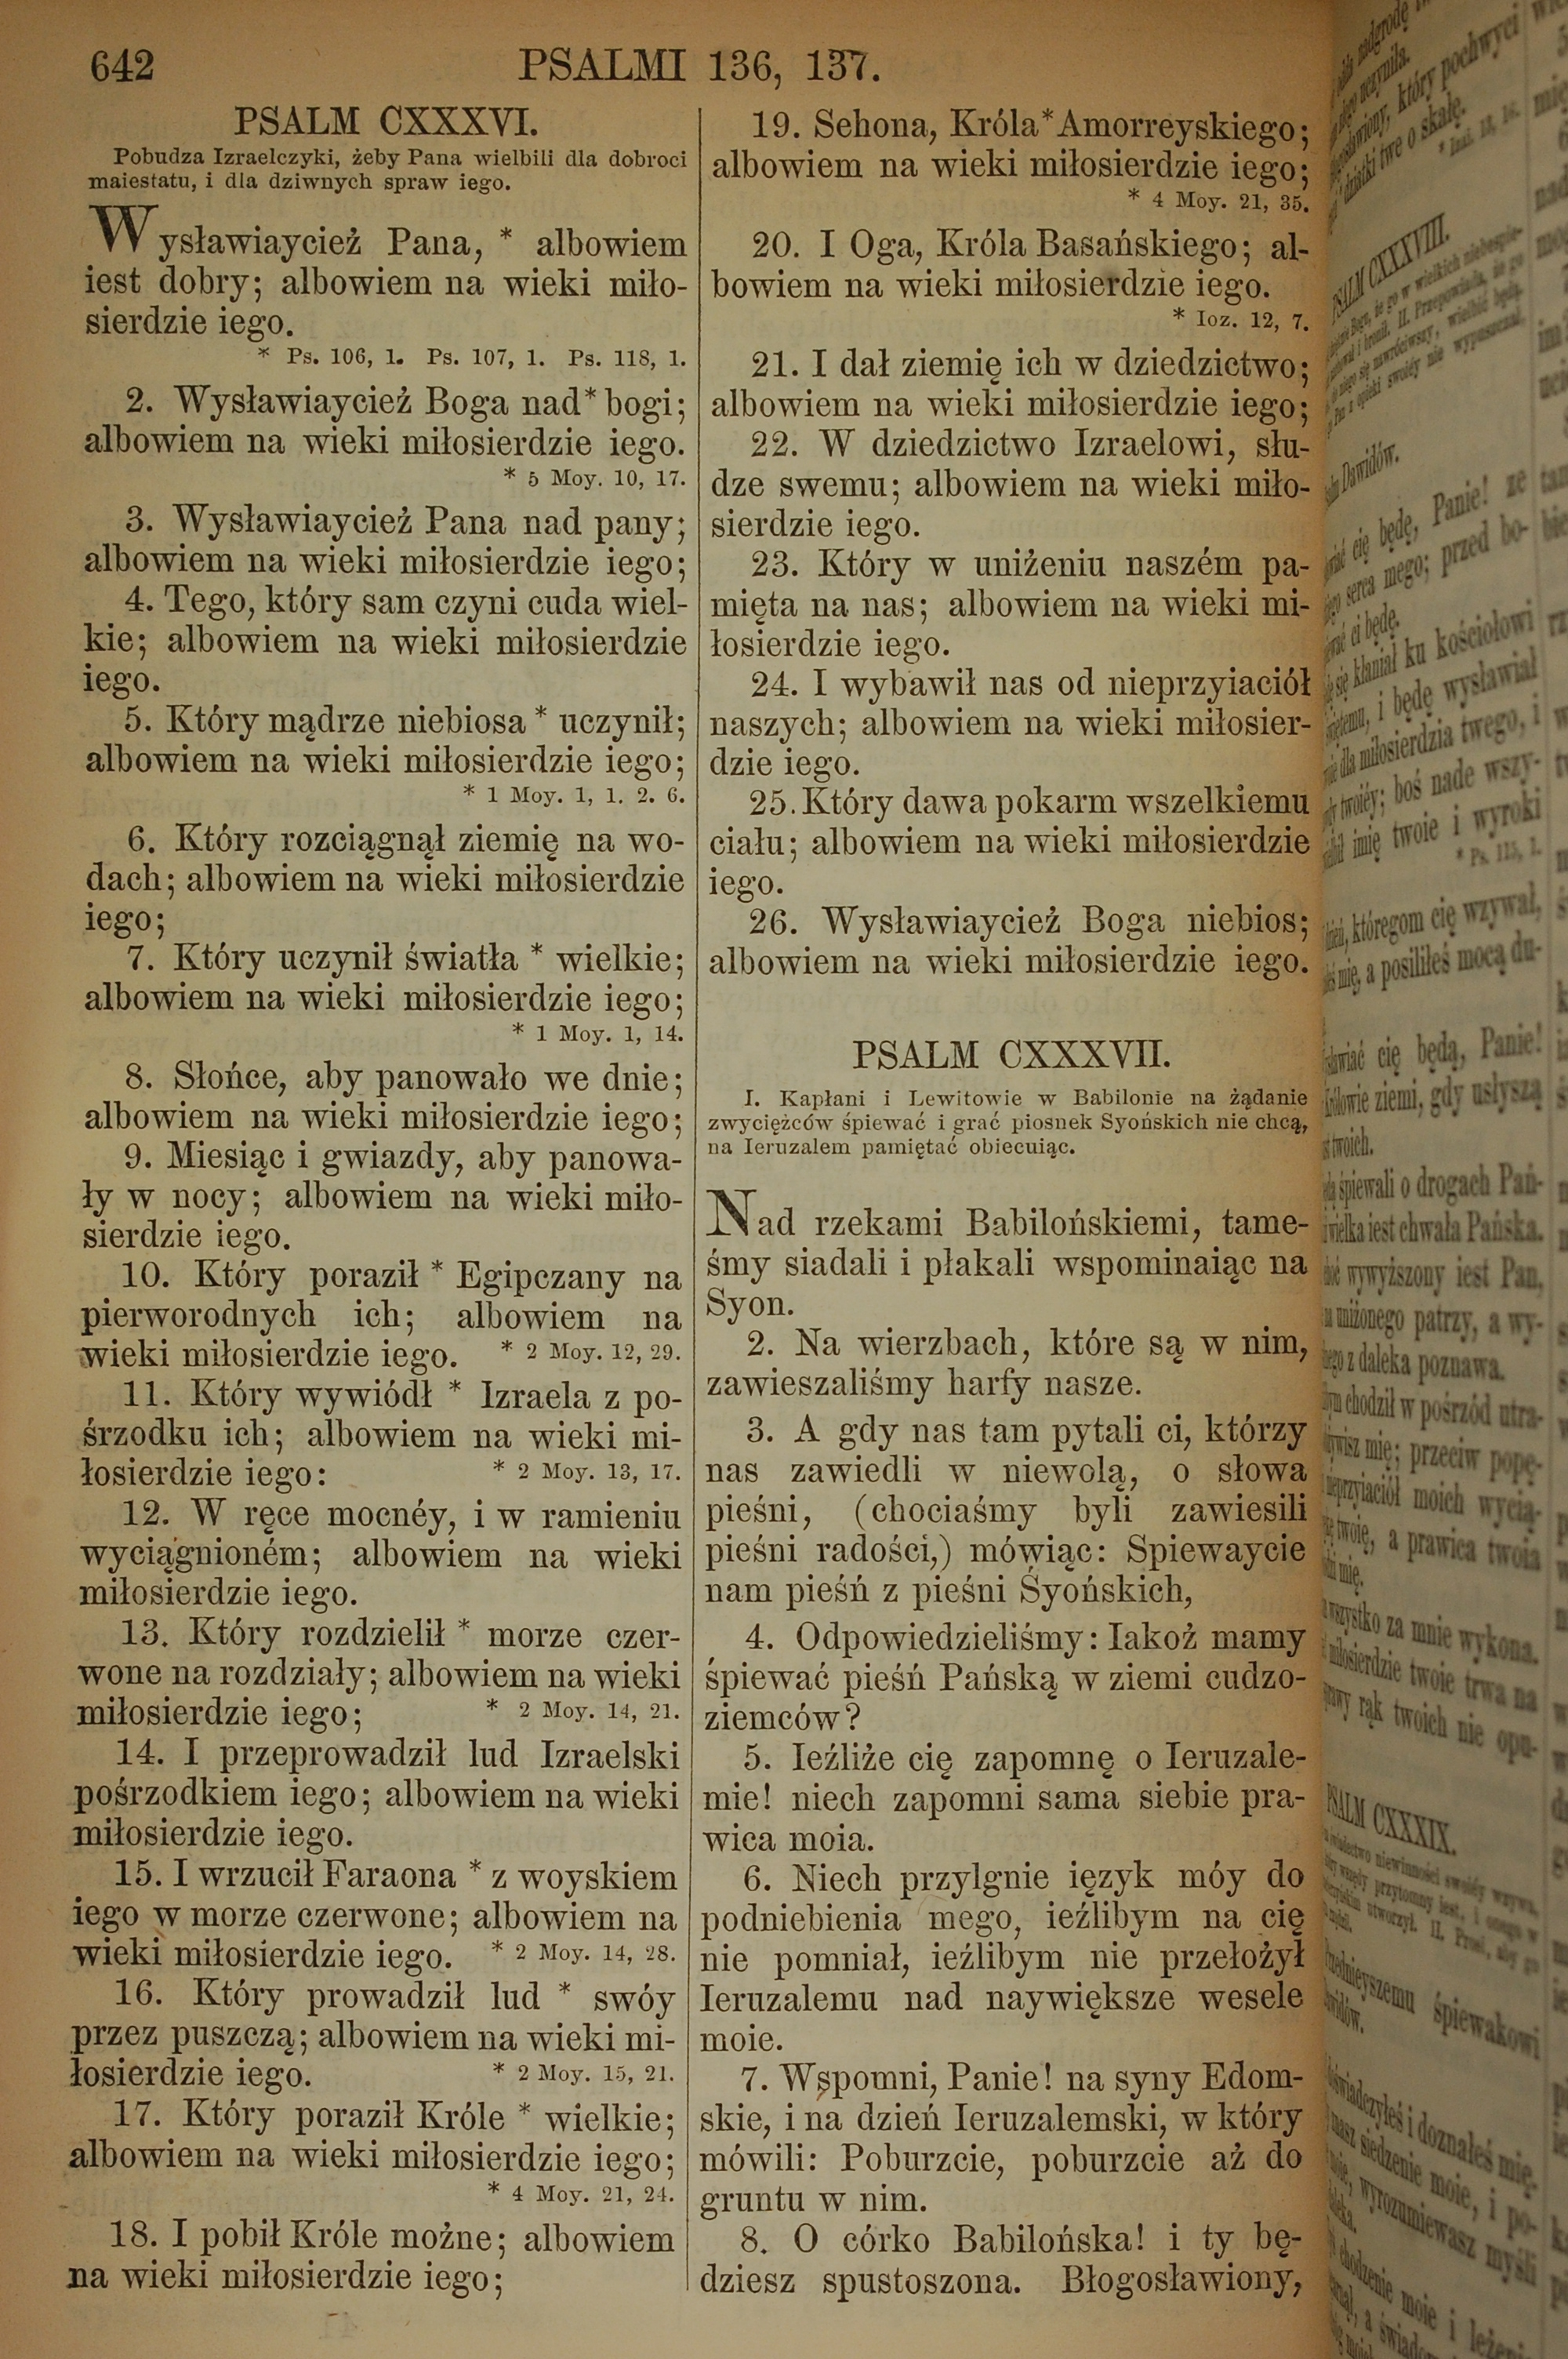 642 PSALMI 136, 137.
PSALM CXXXVI.
Pobudza Izraelczyki, żeby Pana wielbili dla dobroci
maiestatu, i dla dziwnych spraw iego.
Wysławiaycież Pana, * albowiem
iest dobry; albowiem na wieki miło-
sierdzie iego.
* Ps. 106, 1. Ps. 107, 1. Ps. 118, 1.
2. Wysławiaycież Boga nad* bogi;
albowiem na wieki miłosierdzie iego.
* 5 Moy. 10, 17.
3. Wysławiaycież Pana nad pany;
albowiem na wieki miłosierdzie iego;
4. Tego, który sam czyni cuda wiel-
kie; albowiem na wieki miłosierdzie
iego.
5. Który mądrze niebiosa * uczynił;
albowiem na wieki miłosierdzie iego;
* 1 Moy. 1, 1. 2. 6.
6. Który rozciągnął ziemię na wo-
dach; albowiem na wieki miłosierdzie
iego;
7. Który uczynił światła * wielkie;
albowiem na wieki miłosierdzie iego;
* 1 Moy. 1, 14.
8. Słońce, aby panowało we dnie;
albowiem na wieki miłosierdzie iego;
9. Miesiąc i gwiazdy, aby panowa-
ły w nocy; albowiem na wieki miło-
sierdzie iego.
10. Który poraził * Egipczany na
pierworodnych ich; albowiem na
wieki miłosierdzie iego. * 2 Moy. 12, 29.
11. Który wywiódł * Izraela z po-
śrzodku ich; albowiem na wieki mi-
łosierdzie iego: * 2 Moy. 13, 17.
12. W ręce mocnéy, i w ramieniu
wyciągnioném; albowiem na wieki
miłosierdzie iego.
13. Który rozdzielił * morze czer-
wone na rozdziały; albowiem na wieki
miłosierdzie iego; * 2 Moy. 14, 21.
14. I przeprowadził lud Izraelski
pośrzodkiem iego; albowiem na wieki
miłosierdzie iego.
15. I wrzucił Faraona * z woyskiem
iego w morze czerwone; albowiem na
wieki miłosierdzie iego. * 2 Moy. 14, 28.
16. Który prowadził lud * swóy
przez puszczą; albowiem na wieki mi-
łosierdzie iego. * 2 Moy. 15, 21.
17. Który poraził Króle * wielkie;
albowiem na wieki miłosierdzie iego;
* 4 Moy. 21, 24.
18. I pobił Króle możne; albowiem
na wieki miłosierdzie iego;
19. Sehona, Króla* Amorreyskiego;
albowiem na wieki miłosierdzie iego;
* 4 Moy. 21, 35.
20. I Oga, Króla Basańskiego; al-
bowiem na wieki miłosierdzie iego.
* Ioz. 12, 7.
21. I dał ziemię ich w dziedzictwo;
albowiem na wieki miłosierdzie iego;
22. W dziedzictwo Izraelowi, słu-
dze swemu; albowiem na wieki miło-
sierdzie iego.
23. Który w uniżeniu naszém pa-
mięta na nas; albowiem na wieki mi-
łosierdzie iego.
24. I wybawił nas od nieprzyiaciół
naszych; albowiem na wieki miłosier-
dzie iego.
25. Który dawa pokarm wszelkiemu
ciału; albowiem na wieki miłosierdzie
iego.
26. Wysławiaycież Boga niebios;
albowiem na wieki miłosierdzie iego.
PSALM CXXXVII.
I. Kapłani i Lewitowie w Babilonie na żądanie
zwyciężców śpiewać i grać piosnek Syońskich nie chcą,
na Ieruzalem pamiętać obiecuiąc.
Nad rzekami Babilońskiemi, tame-
śmy siadali i płakali wspominaiąc na
Syon.
2. Na wierzbach, które są w nim,
zawieszaliśmy harfy nasze.
3. A gdy nas tam pytali ci, którzy
nas zawiedli w niewolą, o słowa
pieśni, (chociaśmy byli zawiesili
pieśni radości,) mówiąc: Spiewaycie
nam pieśń z pieśni Syońskich,
4. Odpowiedzieliśmy: Iakoż mamy
śpiewać pieśń Pańską w ziemi cudzo-
ziemców?
5. Ieźliże cię zapomnę o Ieruzale-
mie! niech zapomni sama siebie pra-
wica moia.
6. Niech przylgnie ięzyk móy do
podniebienia mego, ieźlibym na cię
nie pomniał, ieźlibym nie przełożył
Ieruzalemu nad naywiększe wesele
moie.
7. Wspomni, Panie! na syny Edom-
skie, i na dzień Ieruzalemski, w który
mówili: Poburzcie, poburzcie aż do
gruntu w nim.
8. O córko Babilońska! i ty bę-
dziesz spustoszona. Błogosławiony,